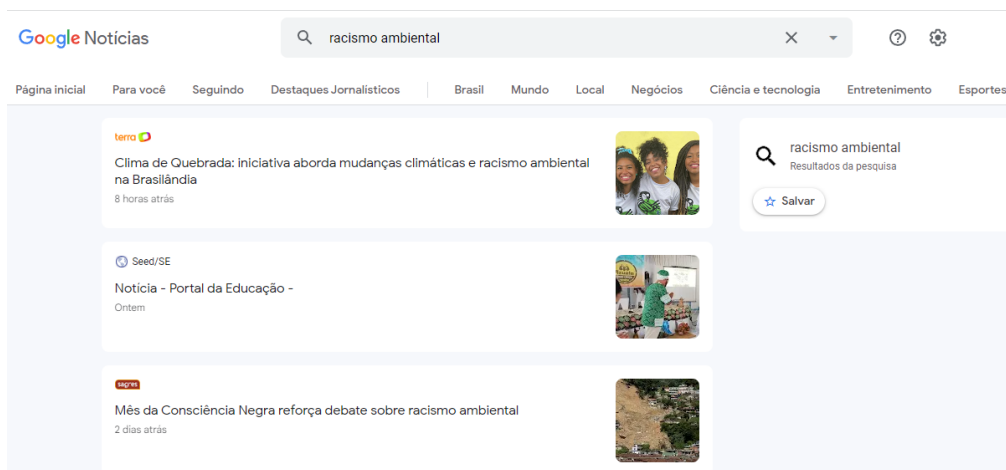 Google Notícias
racismo ambiental
Página inicial Para você Seguindo Destaques Jornalísticos Brasil Mundo Local Negócios Ciência e tecnologia Entretenimento Esportes
terra
Clima de Quebrada: iniciativa aborda mudanças climáticas e racismo ambiental
na Brasilândia
8 horas atrás
racismo ambiental
Resultados da pesquisa
Salvar
Seed/SE
Notícia - Portal da Educação -
Ontem
sagres
Mês da Consciência Negra reforça debate sobre racismo ambiental
2 dias atrás